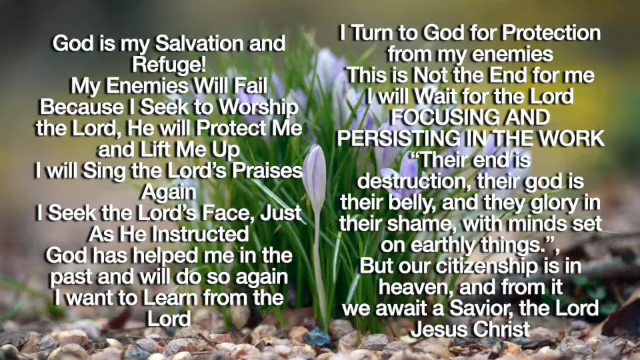 God is my Salvation and
Refuge!
My Enemies Will Fail
Because I Seek to Worship
the Lord, He will Protect Me
and Lift Me Up
I will Sing the Lord's Praises
Again
I Seek the Lord's Face, Just
As He Instructed
God has helped me in the
past and will do so again
I want to Learn from the
Lord
I Turn to God for Protection
from my enemies
This is Not the End for me
I will Wait for the Lord
FOCUSING AND
PERSISTING IN THE WORK
“Their end is
destruction, their god is
their belly, and they glory in
their shame, with minds set
on earthly things.”,
But our citizenship is in
heaven, and from it
we await a Savior, the Lord
Jesus Christ